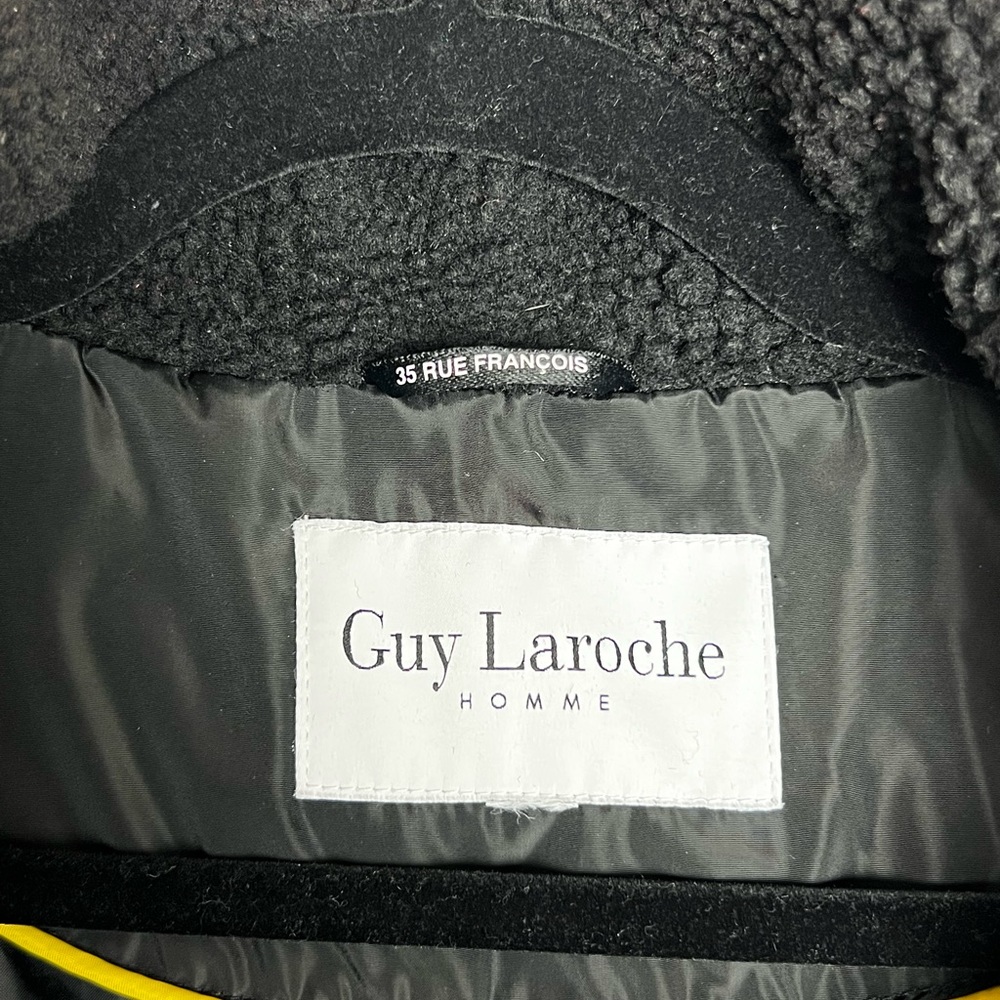 35 RUE FRANÇOIS
Guy Laroche
HOMME